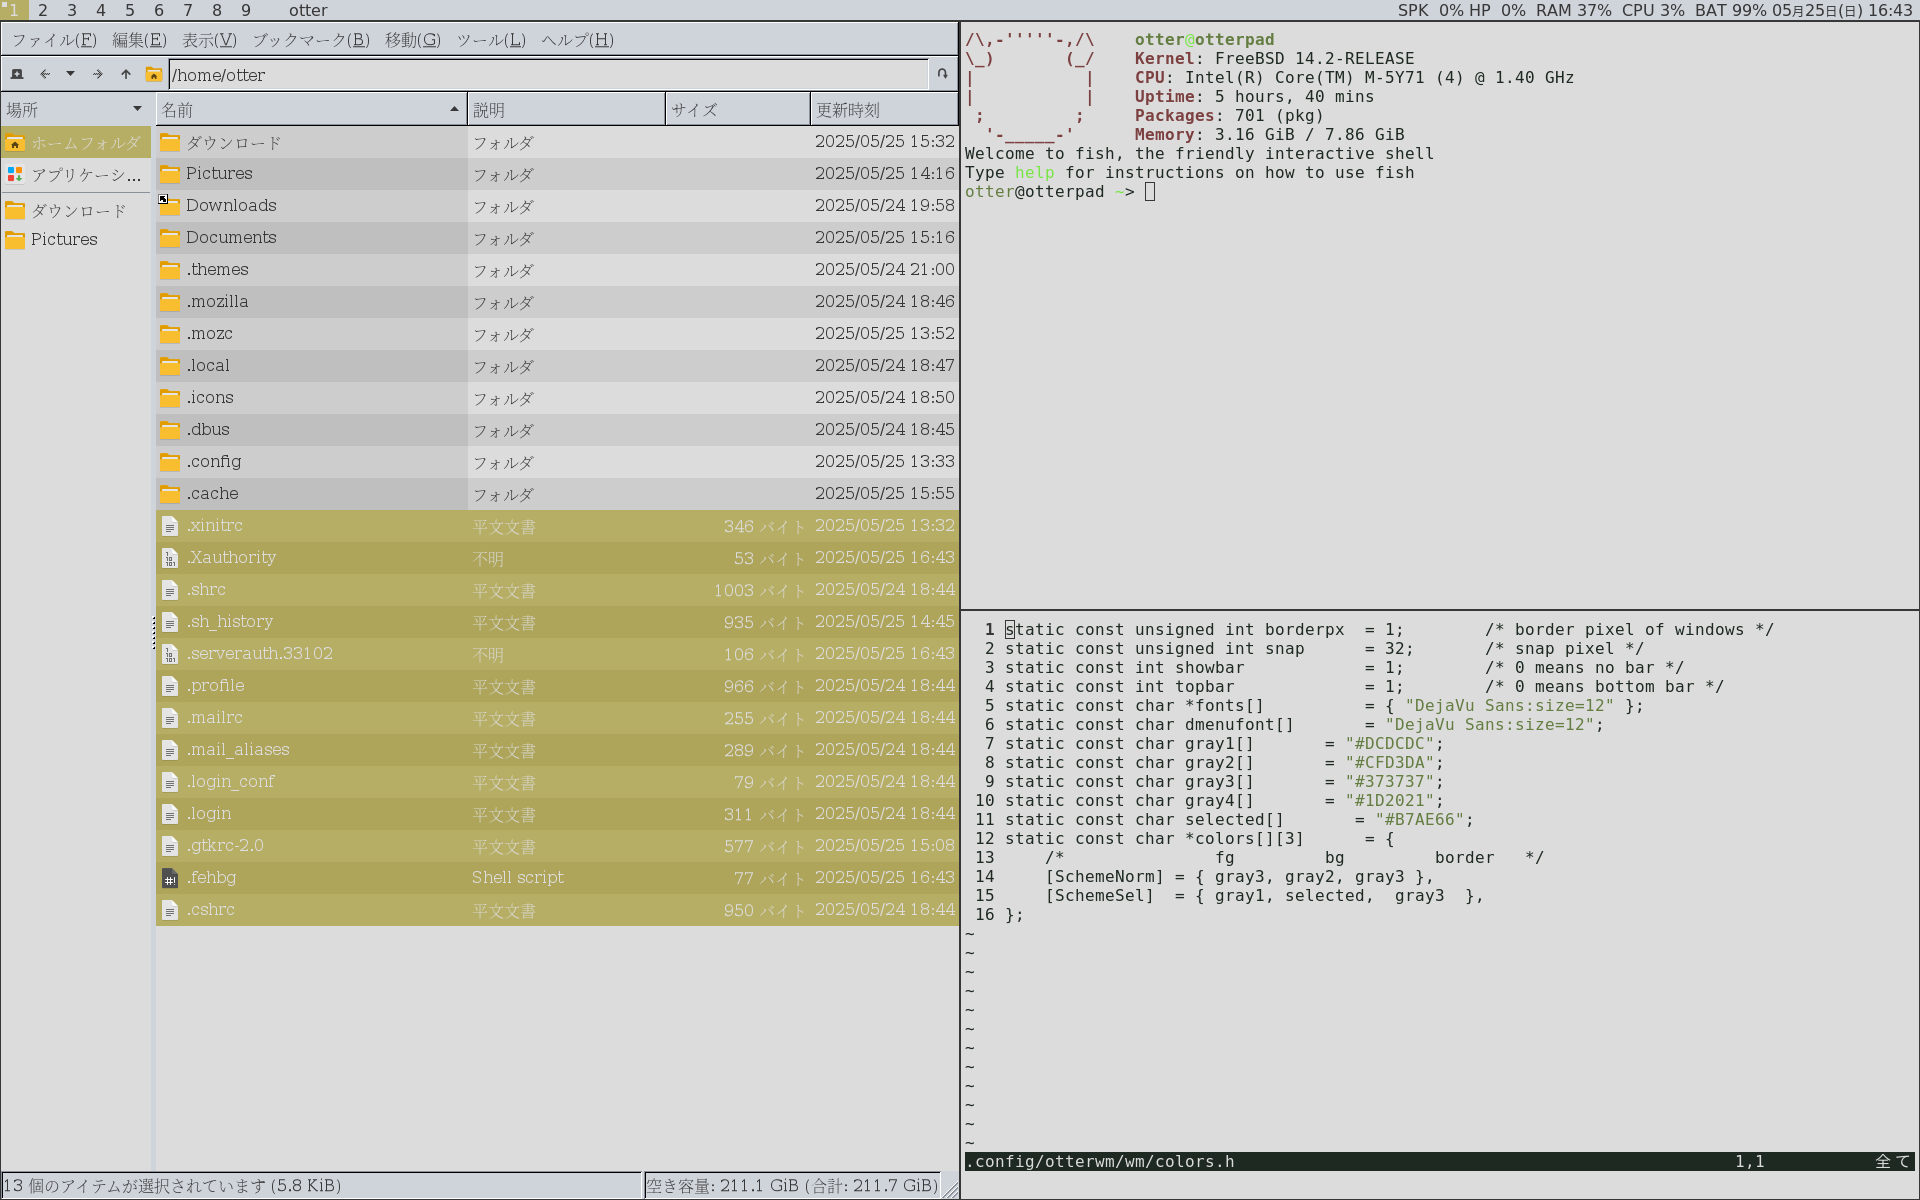 1 2 3 4 5 6 7 8 9 otter SPK 0% HP 0% RAM 37% CPU 3% BAT 99% 05月25日(日) 16:43
ファイル(F) 編集(E) 表示(V) ブックマーク(B) 移動(G) ツール(L) ヘルプ(H)
/home/otter
場所
ホームフォルダ
アプリケーシ...
ダウンロード
Pictures
名前 説明 サイズ 更新時刻
ダウンロード フォルダ 2025/05/25 15:32
Pictures フォルダ 2025/05/25 14:16
Downloads フォルダ 2025/05/24 19:58
Documents フォルダ 2025/05/25 15:16
.themes フォルダ 2025/05/24 21:00
.mozilla フォルダ 2025/05/24 18:46
.mozc フォルダ 2025/05/25 13:52
.local フォルダ 2025/05/24 18:47
.icons フォルダ 2025/05/24 18:50
.dbus フォルダ 2025/05/24 18:45
.config フォルダ 2025/05/25 13:33
.cache フォルダ 2025/05/25 15:55
.xinitrc 平文文書 346 バイト 2025/05/25 13:32
.Xauthority 不明 53 バイト 2025/05/25 16:43
.shrc 平文文書 1003 バイト 2025/05/24 18:44
.sh_history 平文文書 935 バイト 2025/05/24 14:45
.serverauth.33102 不明 106 バイト 2025/05/25 16:43
.profile 平文文書 966 バイト 2025/05/24 18:44
.mailrc 平文文書 255 バイト 2025/05/24 18:44
.mail_aliases 平文文書 289 バイト 2025/05/24 18:44
.login_conf 平文文書 79 バイト 2025/05/24 18:44
.login 平文文書 311 バイト 2025/05/24 18:44
.gtkrc-2.0 平文文書 577 バイト 2025/05/25 15:08
.fehbg Shell script 77 バイト 2025/05/25 16:43
.cshrc 平文文書 950 バイト 2025/05/24 18:44
13 個のアイテムが選択されています (5.8 KiB) 空き容量: 211.1 GiB (合計: 211.7 GiB)
/\,-'''''-,/\ otter@otterpad
\_)       (_/ Kernel: FreeBSD 14.2-RELEASE
|           | CPU: Intel(R) Core(TM) M-5Y71 (4) @ 1.40 GHz
|           | Uptime: 5 hours, 40 mins
 ;         ; Packages: 701 (pkg)
  '-_____-' Memory: 3.16 GiB / 7.86 GiB
Welcome to fish, the friendly interactive shell
Type help for instructions on how to use fish
otter@otterpad ~>
1 static const unsigned int borderpx  = 1;        /* border pixel of windows */
2 static const unsigned int snap      = 32;       /* snap pixel */
3 static const int showbar            = 1;        /* 0 means no bar */
4 static const int topbar             = 1;        /* 0 means bottom bar */
5 static const char *fonts[]          = { "DejaVu Sans:size=12" };
6 static const char dmenufont[]       = "DejaVu Sans:size=12";
7 static const char gray1[]       = "#DCDCDC";
8 static const char gray2[]       = "#CFD3DA";
9 static const char gray3[]       = "#373737";
10 static const char gray4[]       = "#1D2021";
11 static const char selected[]       = "#B7AE66";
12 static const char *colors[][3]      = {
13     /*               fg         bg         border   */
14     [SchemeNorm] = { gray3, gray2, gray3 },
15     [SchemeSel]  = { gray1, selected,  gray3  },
16 };
~
~
~
~
~
~
~
~
~
~
~
~
.config/otterwm/wm/colors.h 1,1 全て